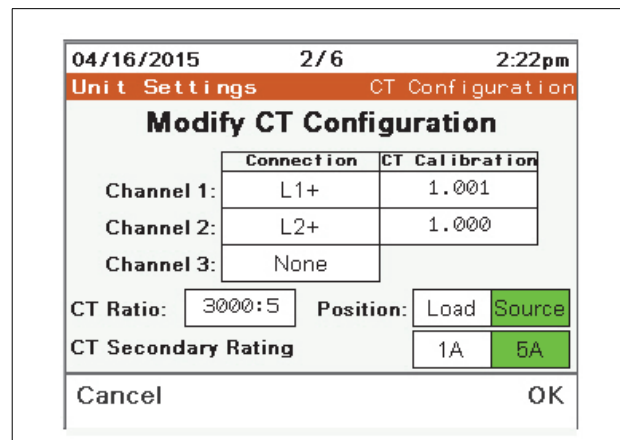 04/16/2015 2/6 2:22pm
Unit Settings CT Configuration
Modify CT Configuration
Connection CT Calibration
Channel 1: L1+ 1.001
Channel 2: L2+ 1.000
Channel 3: None
CT Ratio: 3000:5 Position: Load Source
CT Secondary Rating 1A 5A
Cancel OK